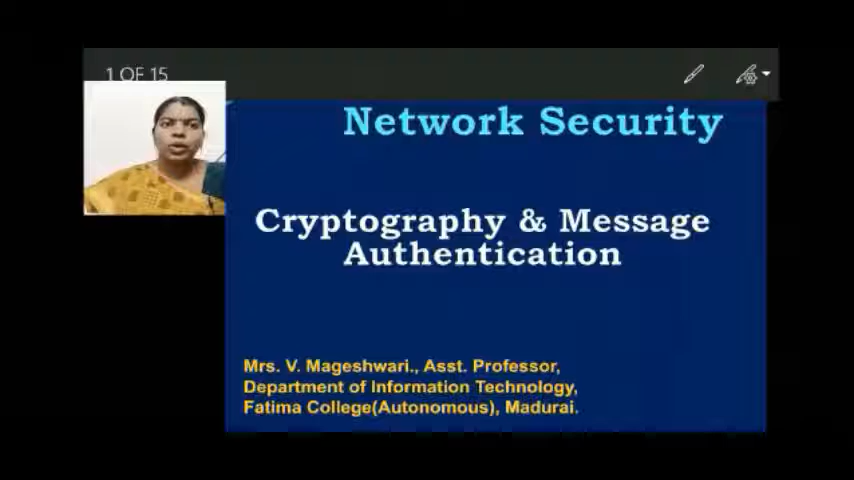 1 OF 15
Network Security
Cryptography & Message
Authentication
Mrs. V. Mageshwari., Asst. Professor,
Department of Information Technology,
Fatima College(Autonomous), Madurai.